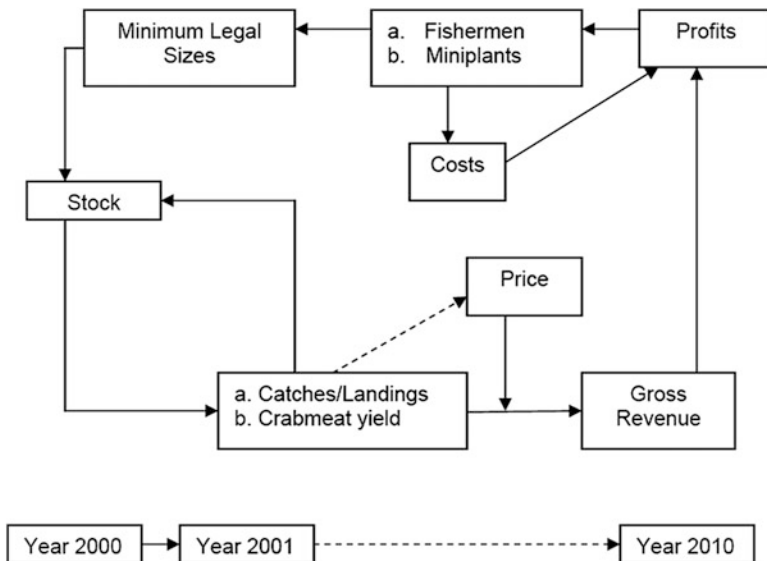 Minimum Legal
Sizes
a. Fishermen
b. Miniplants
Profits
Costs
Stock
Price
a. Catches/Landings
b. Crabmeat yield
Gross
Revenue
Year 2000
Year 2001
Year 2010